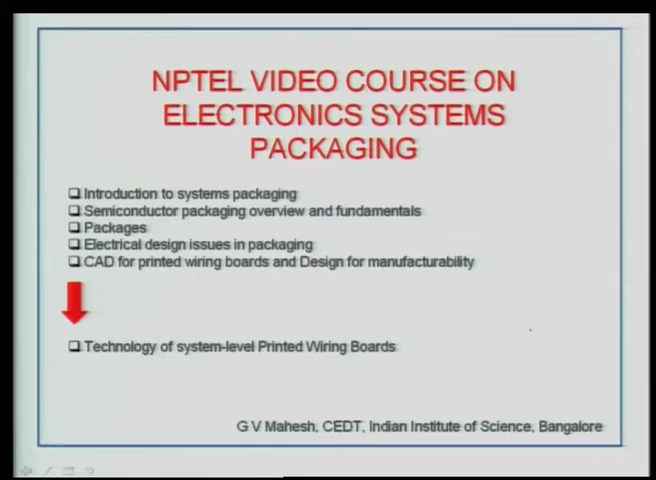 NPTEL VIDEO COURSE ON
ELECTRONICS SYSTEMS
PACKAGING
Introduction to systems packaging
Semiconductor packaging overview and fundamentals
Packages
Electrical design issues in packaging
CAD for printed wiring boards and Design for manufacturability
Technology of system-level Printed Wiring Boards
G V Mahesh, CEDT, Indian Institute of Science, Bangalore